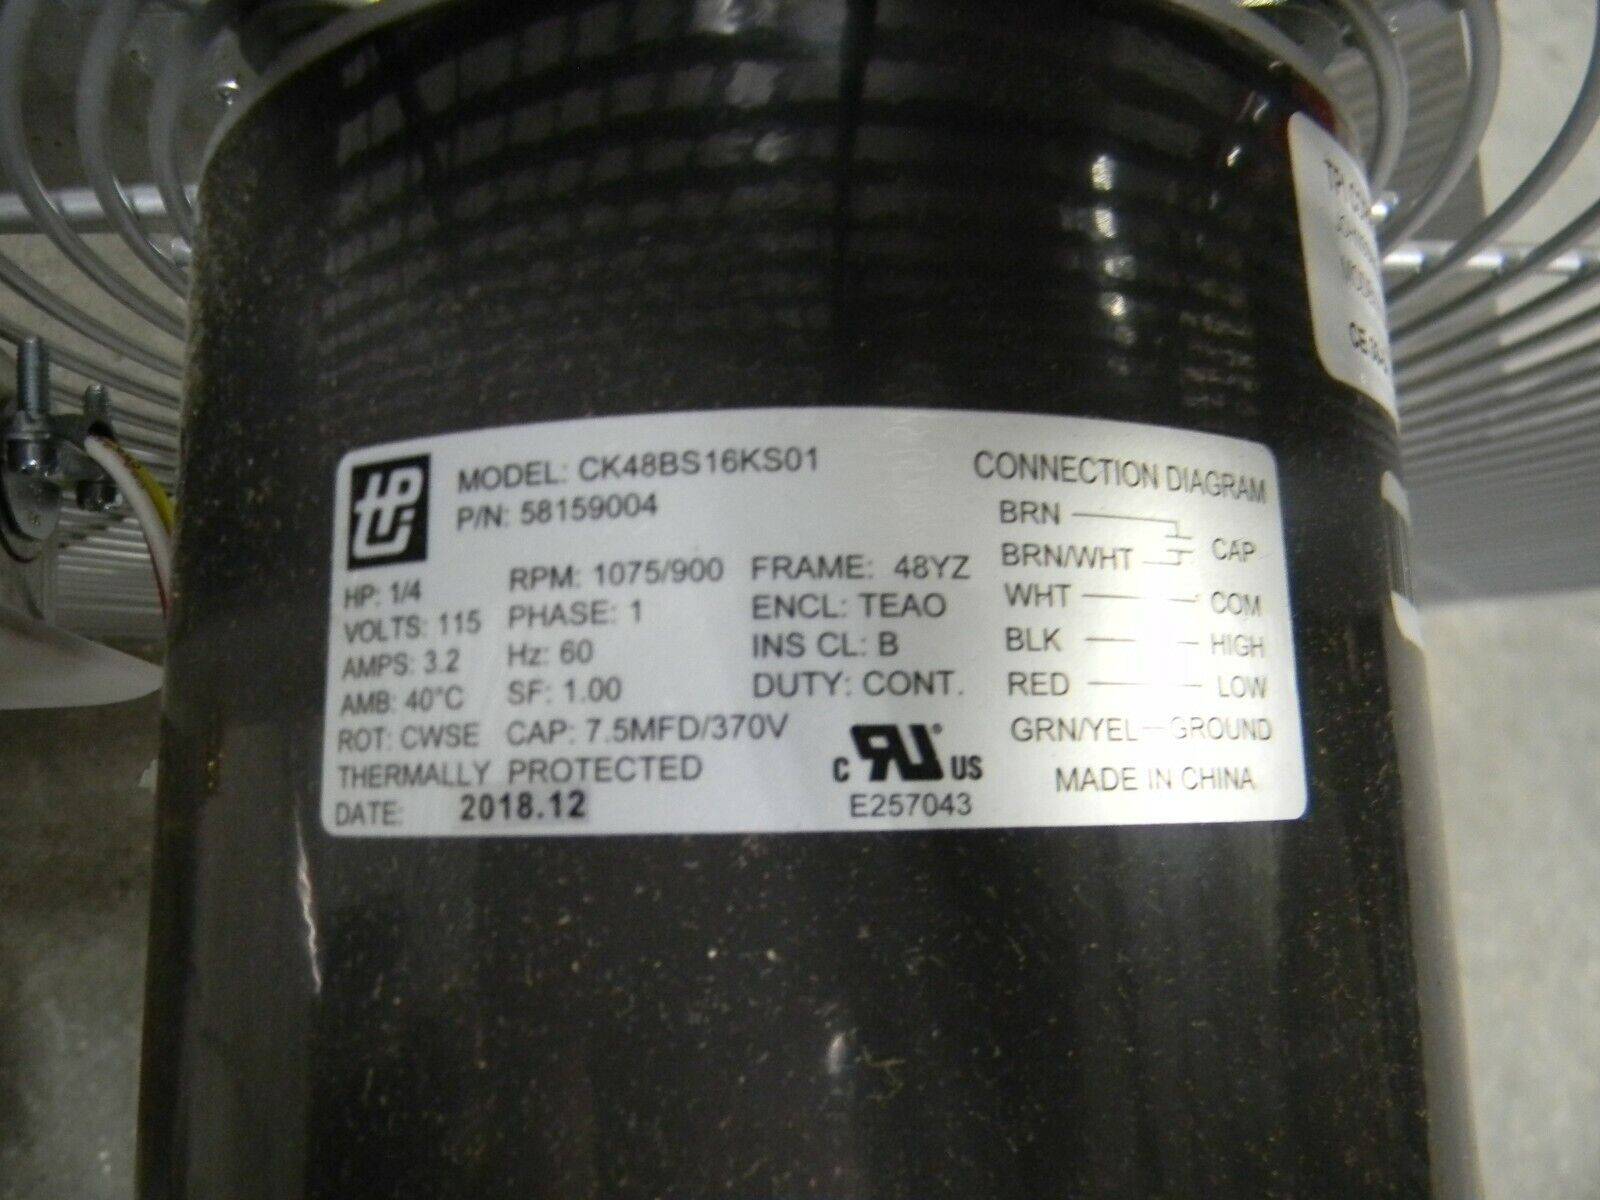 MODEL: CK48BS16KS01
P/N: 58159004
HP: 1/4 RPM: 1075/900 FRAME: 48YZ
VOLTS: 115 PHASE: 1 ENCL: TEAO
AMPS: 3.2 Hz: 60 INS CL: B
AMB: 40°C SF: 1.00 DUTY: CONT.
ROT: CWSE CAP: 7.5MFD/370V
THERMALLY PROTECTED
DATE: 2018.12
C US
E257043
CONNECTION DIAGRAM
BRN
BRN/WHT CAP
WHT COM
BLK HIGH
RED LOW
GRN/YEL GROUND
MADE IN CHINA
TPI